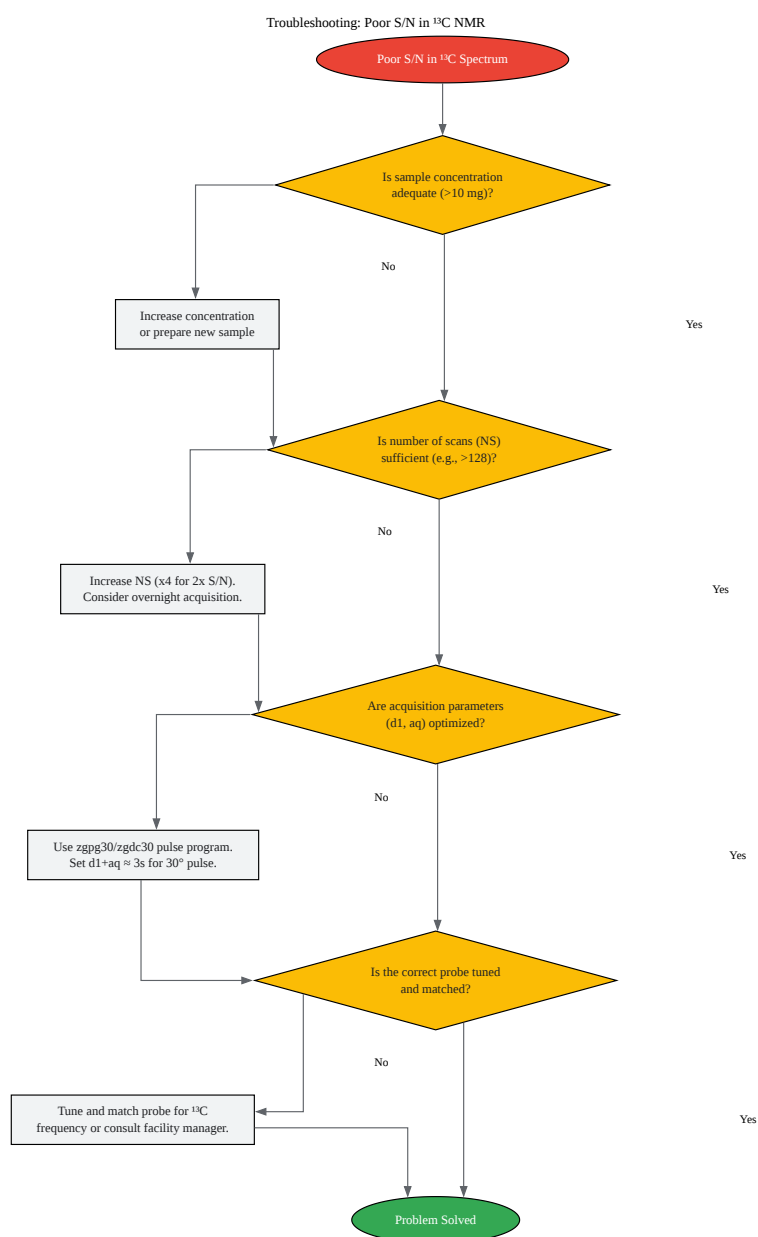 Troubleshooting: Poor S/N in ¹³C NMR
Poor S/N in ¹³C Spectrum
Is sample concentration
adequate (>10 mg)?
No
Yes
Increase concentration
or prepare new sample
Is number of scans (NS)
sufficient (e.g., >128)?
No
Yes
Increase NS (x4 for 2x S/N).
Consider overnight acquisition.
Are acquisition parameters
(d1, aq) optimized?
No
Yes
Use zgpg30/zgdc30 pulse program.
Set d1+aq ≈ 3s for 30° pulse.
Is the correct probe tuned
and matched?
No
Yes
Tune and match probe for ¹³C
frequency or consult facility manager.
Problem Solved